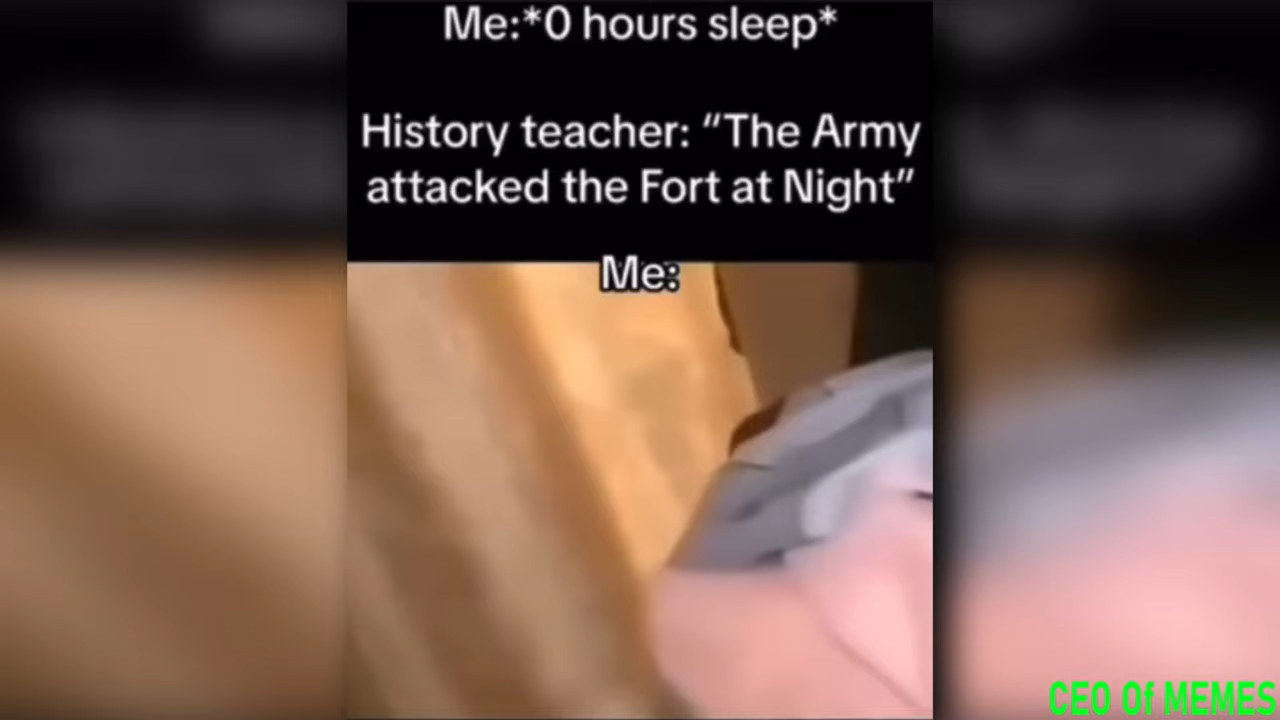 Me:*0 hours sleep*
History teacher: “The Army
attacked the Fort at Night”
Me:
CEO Of MEMES